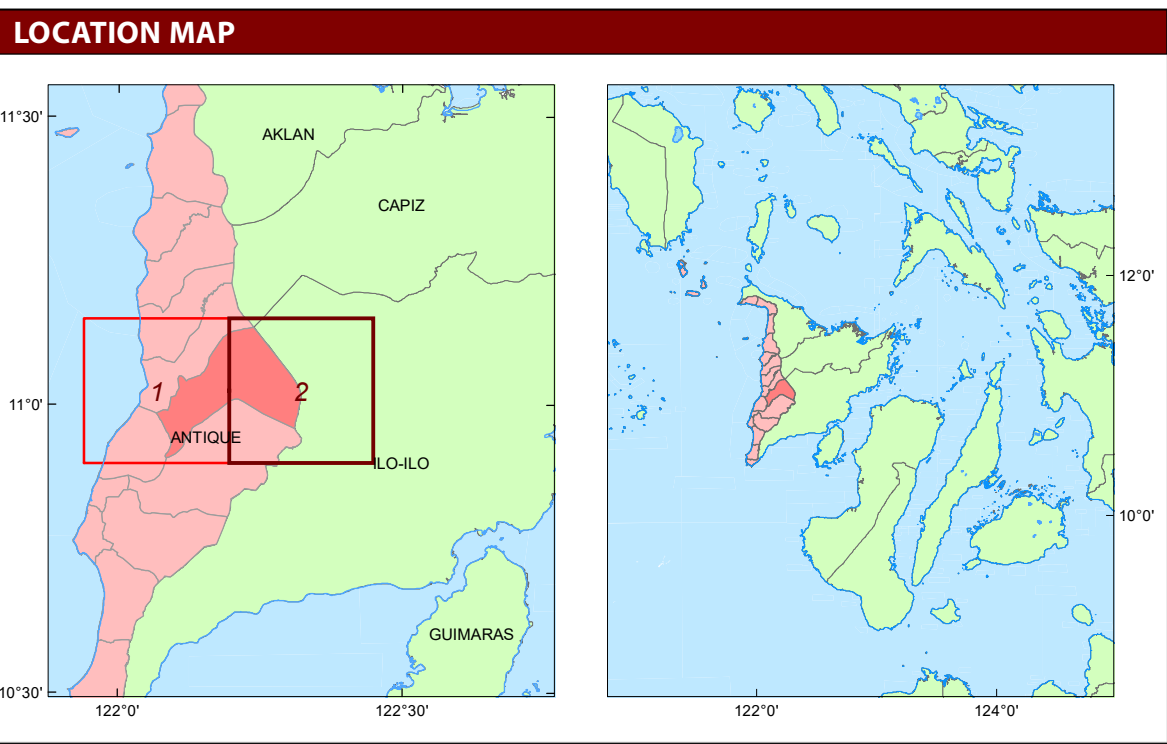 LOCATION MAP
11°30'
AKLAN
CAPIZ
1
2
11°0'
ANTIQUE
ILO-ILO
GUIMARAS
10°30'
122°0'
122°30'
12°0'
10°0'
122°0'
124°0'